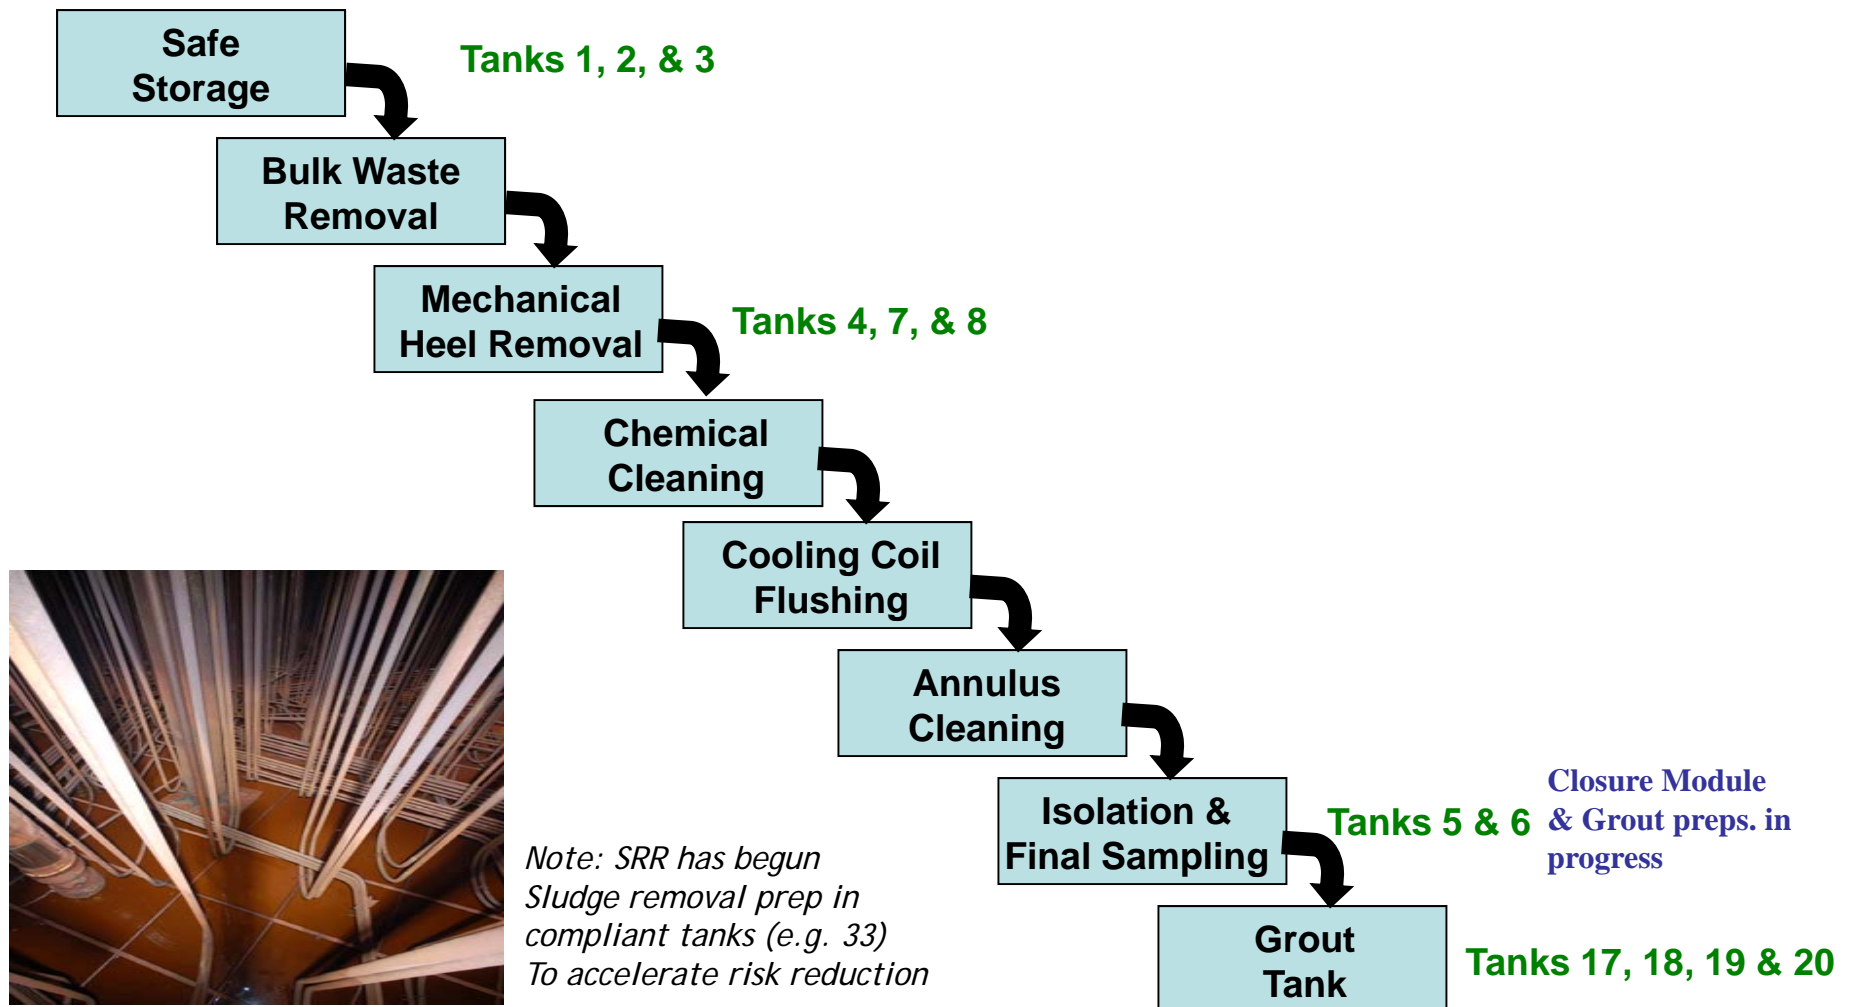 Safe
Storage
Tanks 1, 2, & 3
Bulk Waste
Removal
Mechanical
Heel Removal
Tanks 4, 7, & 8
Chemical
Cleaning
Cooling Coil
Flushing
Annulus
Cleaning
Isolation &
Final Sampling
Tanks 5 & 6
Closure Module
& Grout preps. in
progress
Note: SRR has begun
Sludge removal prep in
compliant tanks (e.g. 33)
To accelerate risk reduction
Grout
Tank
Tanks 17, 18, 19 & 20